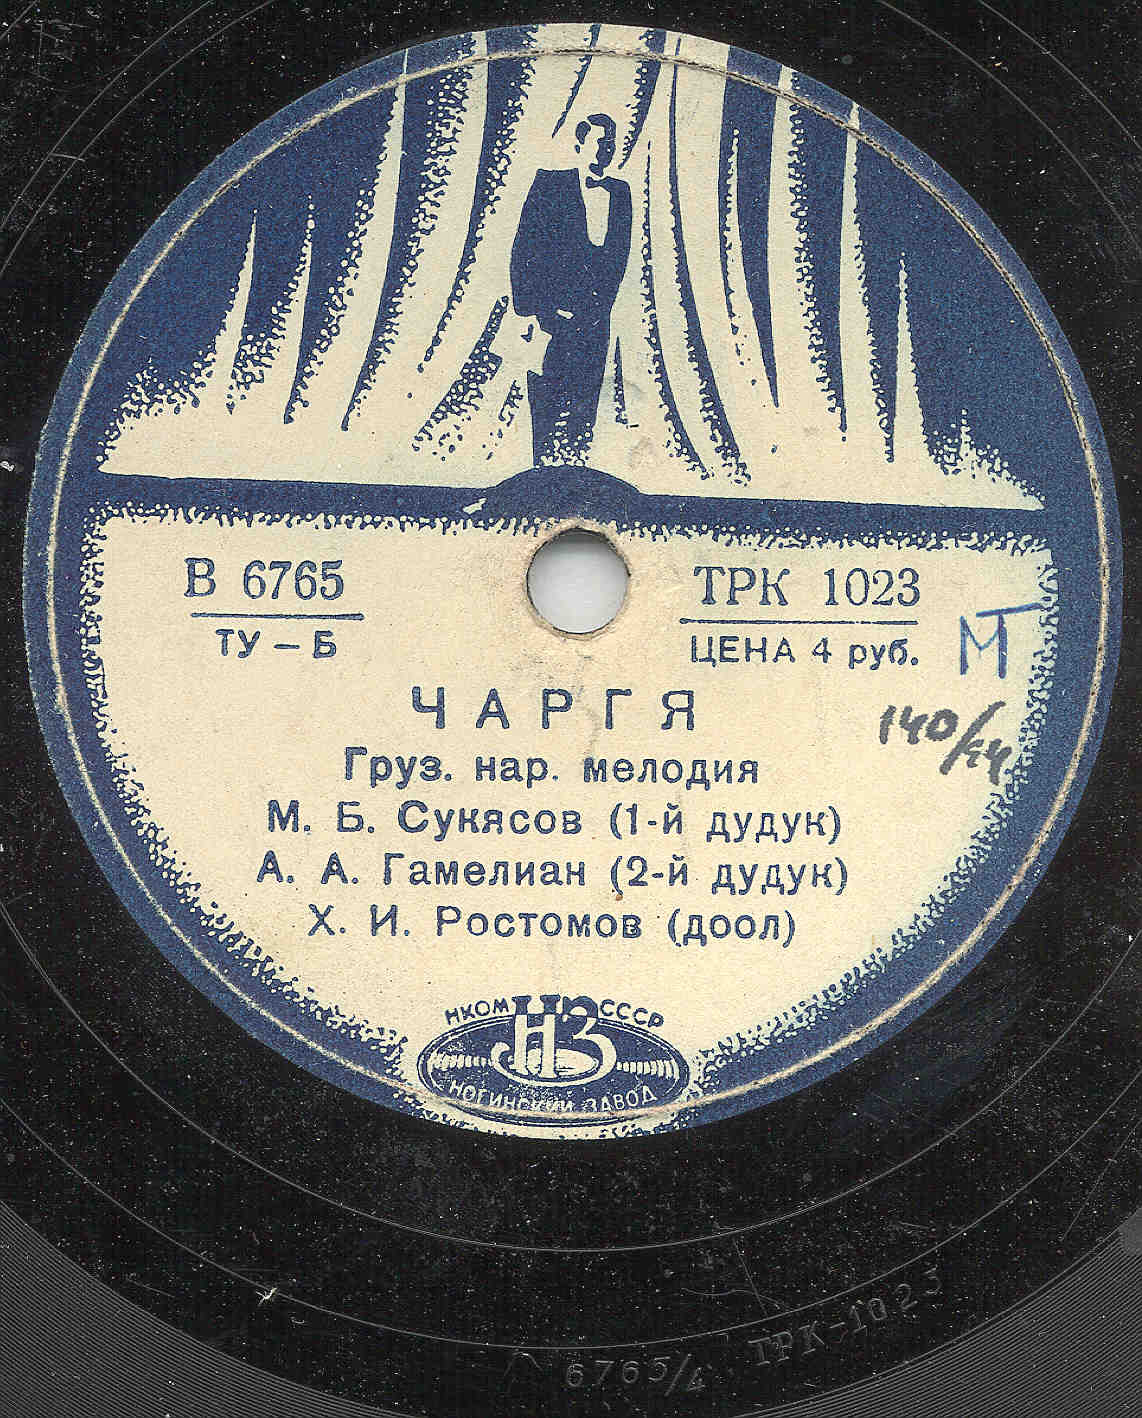 В 6765
ТУ – Б
ТРК 1023
ЦЕНА 4 руб.
МТ
ЧАРГЯ
140/
Груз. нар. мелодия
М. Б. Сукясов (1-й дудук)
А. А. Гамелиан (2-й дудук)
Х. И. Ростомов (доол)
НКОМ НЗ СССР
НОГИНСКИЙ ЗАВОД
6765/4 ТРК-1023